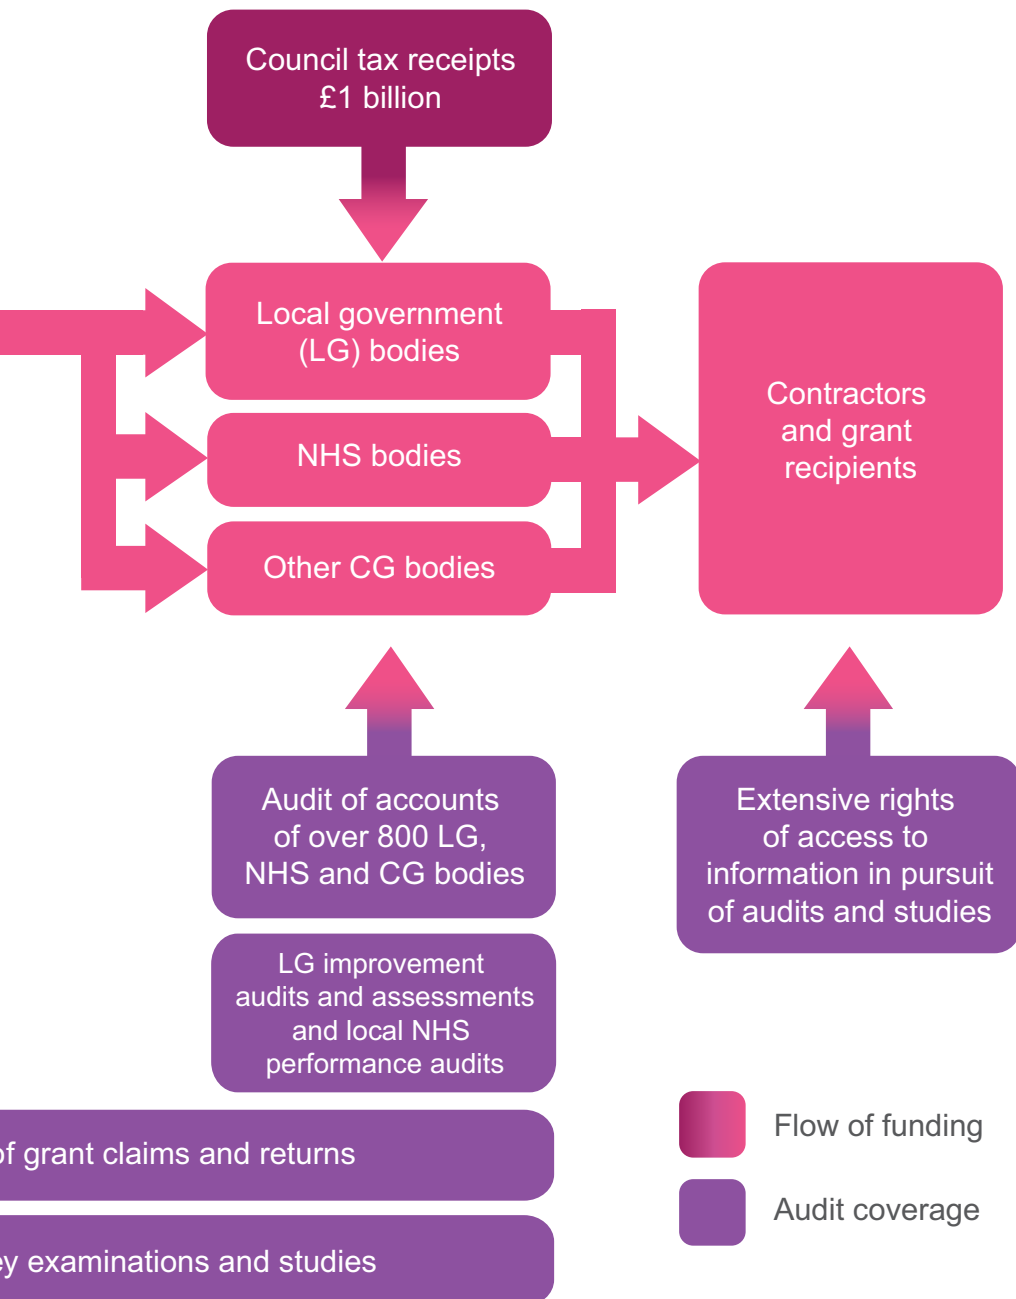 Council tax receipts
£1 billion
Local government
(LG) bodies
NHS bodies
Other CG bodies
Contractors
and grant
recipients
Audit of accounts
of over 800 LG,
NHS and CG bodies
Extensive rights
of access to
information in pursuit
of audits and studies
LG improvement
audits and assessments
and local NHS
performance audits
of grant claims and returns
examinations and studies
Flow of funding
Audit coverage